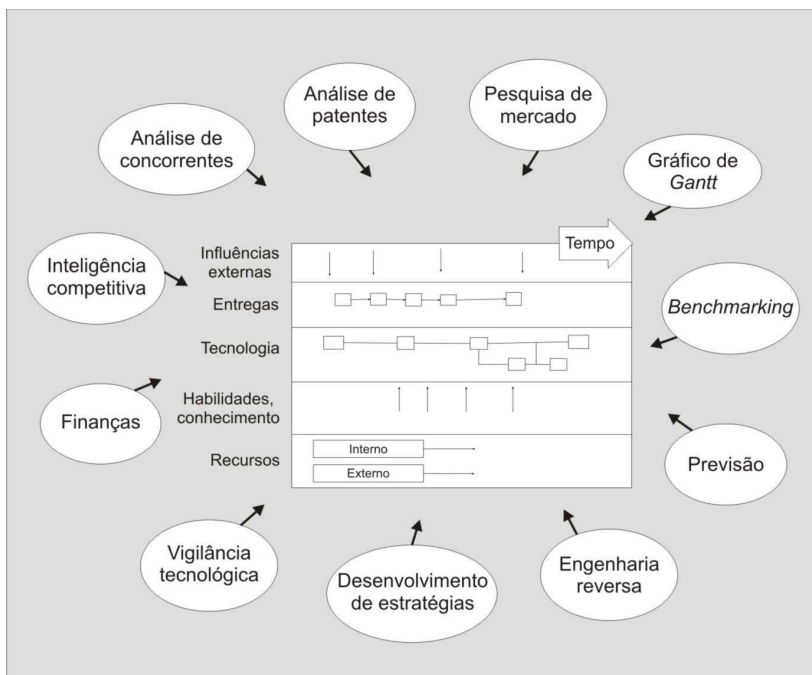 Análise de
patentes
Pesquisa de
mercado
Análise de
concorrentes
Gráfico de
Gantt
Tempo
Influências
externas
Inteligência
competitiva
Entregas
Benchmarking
Tecnologia
Habilidades,
conhecimento
Finanças
Interno
Recursos
Externo
Previsão
Vigilância
tecnológica
Desenvolvimento
de estratégias
Engenharia
reversa